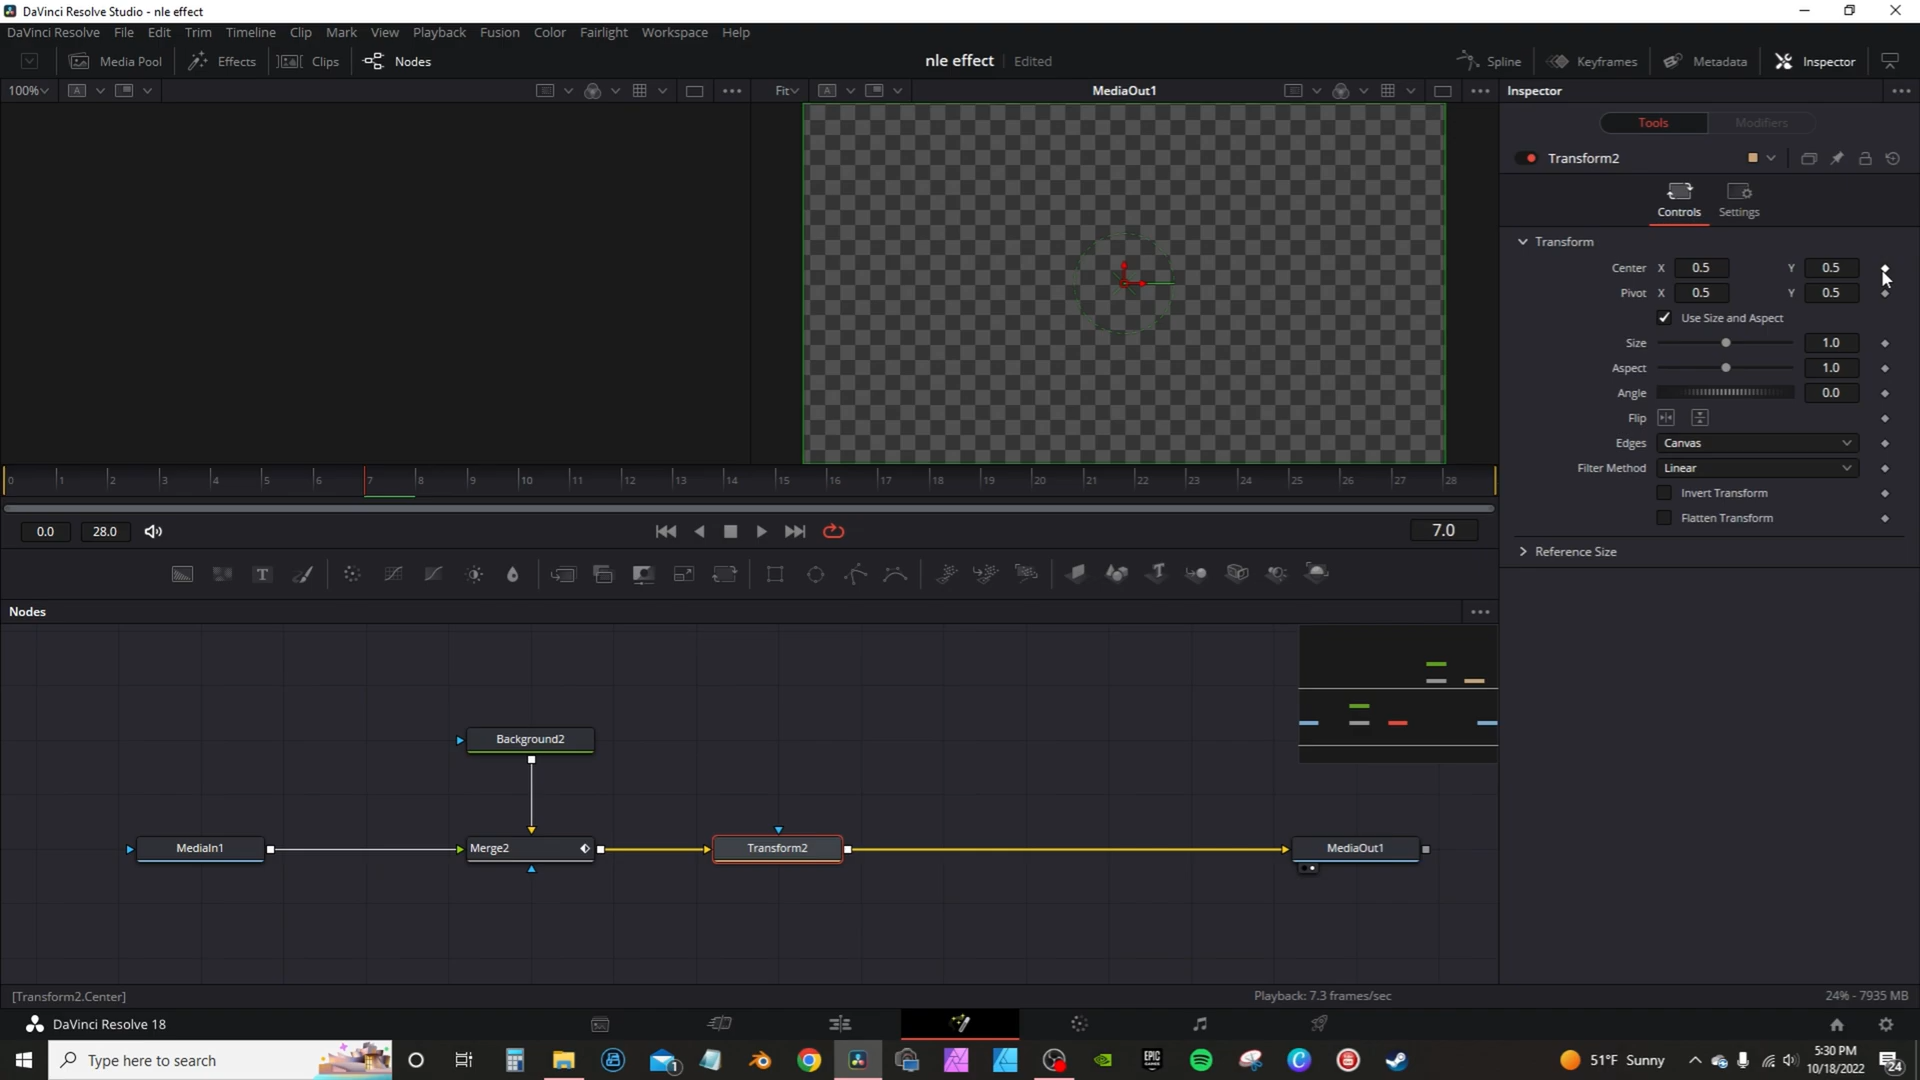 DaVinci Resolve Studio - nle effect
DaVinci Resolve File Edit Trim Timeline Clip Mark View Playback Fusion Color Fairlight Workspace Help
Media Pool Effects Clips Nodes nle effect Edited Spline Keyframes Metadata Inspector
100% A Fit A MediaOut1 Inspector
Tools Modifiers
Transform2
Controls Settings
Transform
Center X 0.5 Y 0.5
Pivot X 0.5 Y 0.5
Use Size and Aspect
Size 1.0
Aspect 1.0
Angle 0.0
Flip
Edges Canvas
Filter Method Linear
Invert Transform
Flatten Transform
Reference Size
0 1 2 3 4 5 6 7 8 9 10 11 12 13 14 15 16 17 18 19 20 21 22 23 24 25 26 27 28
0.0 28.0 7.0
T
Nodes
Background2
MediaIn1 Merge2 Transform2 MediaOut1
[Transform2.Center] Playback: 7.3 frames/sec 24% - 7935 MB
DaVinci Resolve 18
Type here to search
1
EPIC GAMES
51°F Sunny
5:30 PM
10/18/2022
24